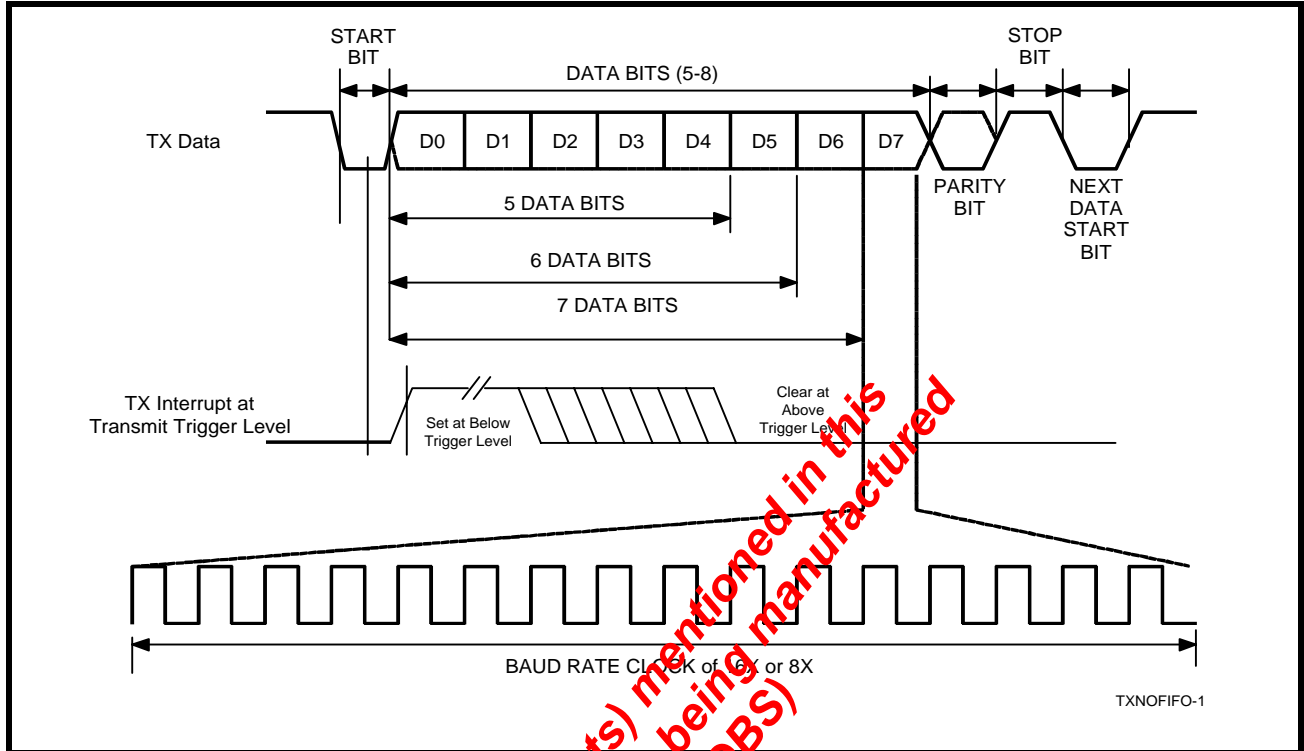 START
BIT
STOP
BIT
DATA BITS (5-8)
TX Data
D0 D1 D2 D3 D4 D5 D6 D7
PARITY
BIT
NEXT
DATA
START
BIT
5 DATA BITS
6 DATA BITS
7 DATA BITS
TX Interrupt at
Transmit Trigger Level
Set at Below
Trigger Level
Clear at
Above
Trigger Level
BAUD RATE CLOCK of 16X or 8X
TXNOFIFO-1
mentioned in this
being manufactured